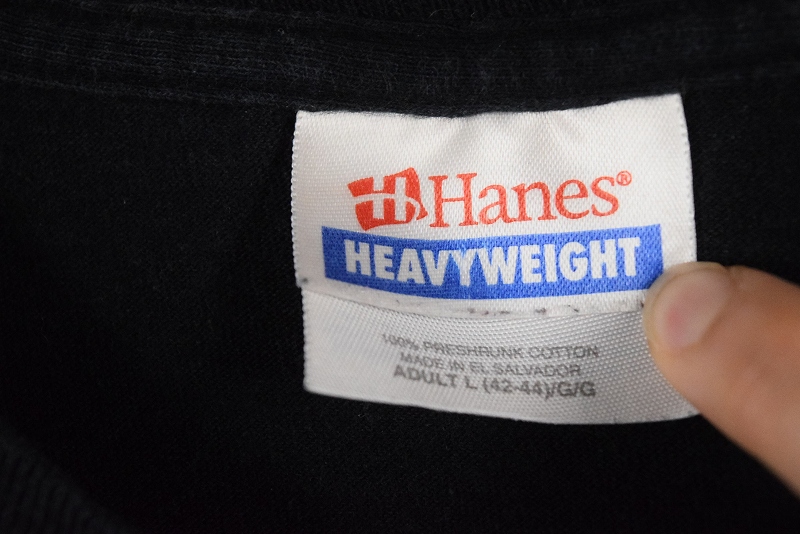 Hanes®
HEAVYWEIGHT
100% PRESHRUNK COTTON
MADE IN EL SALVADOR
ADULT L (42-44)/G/G